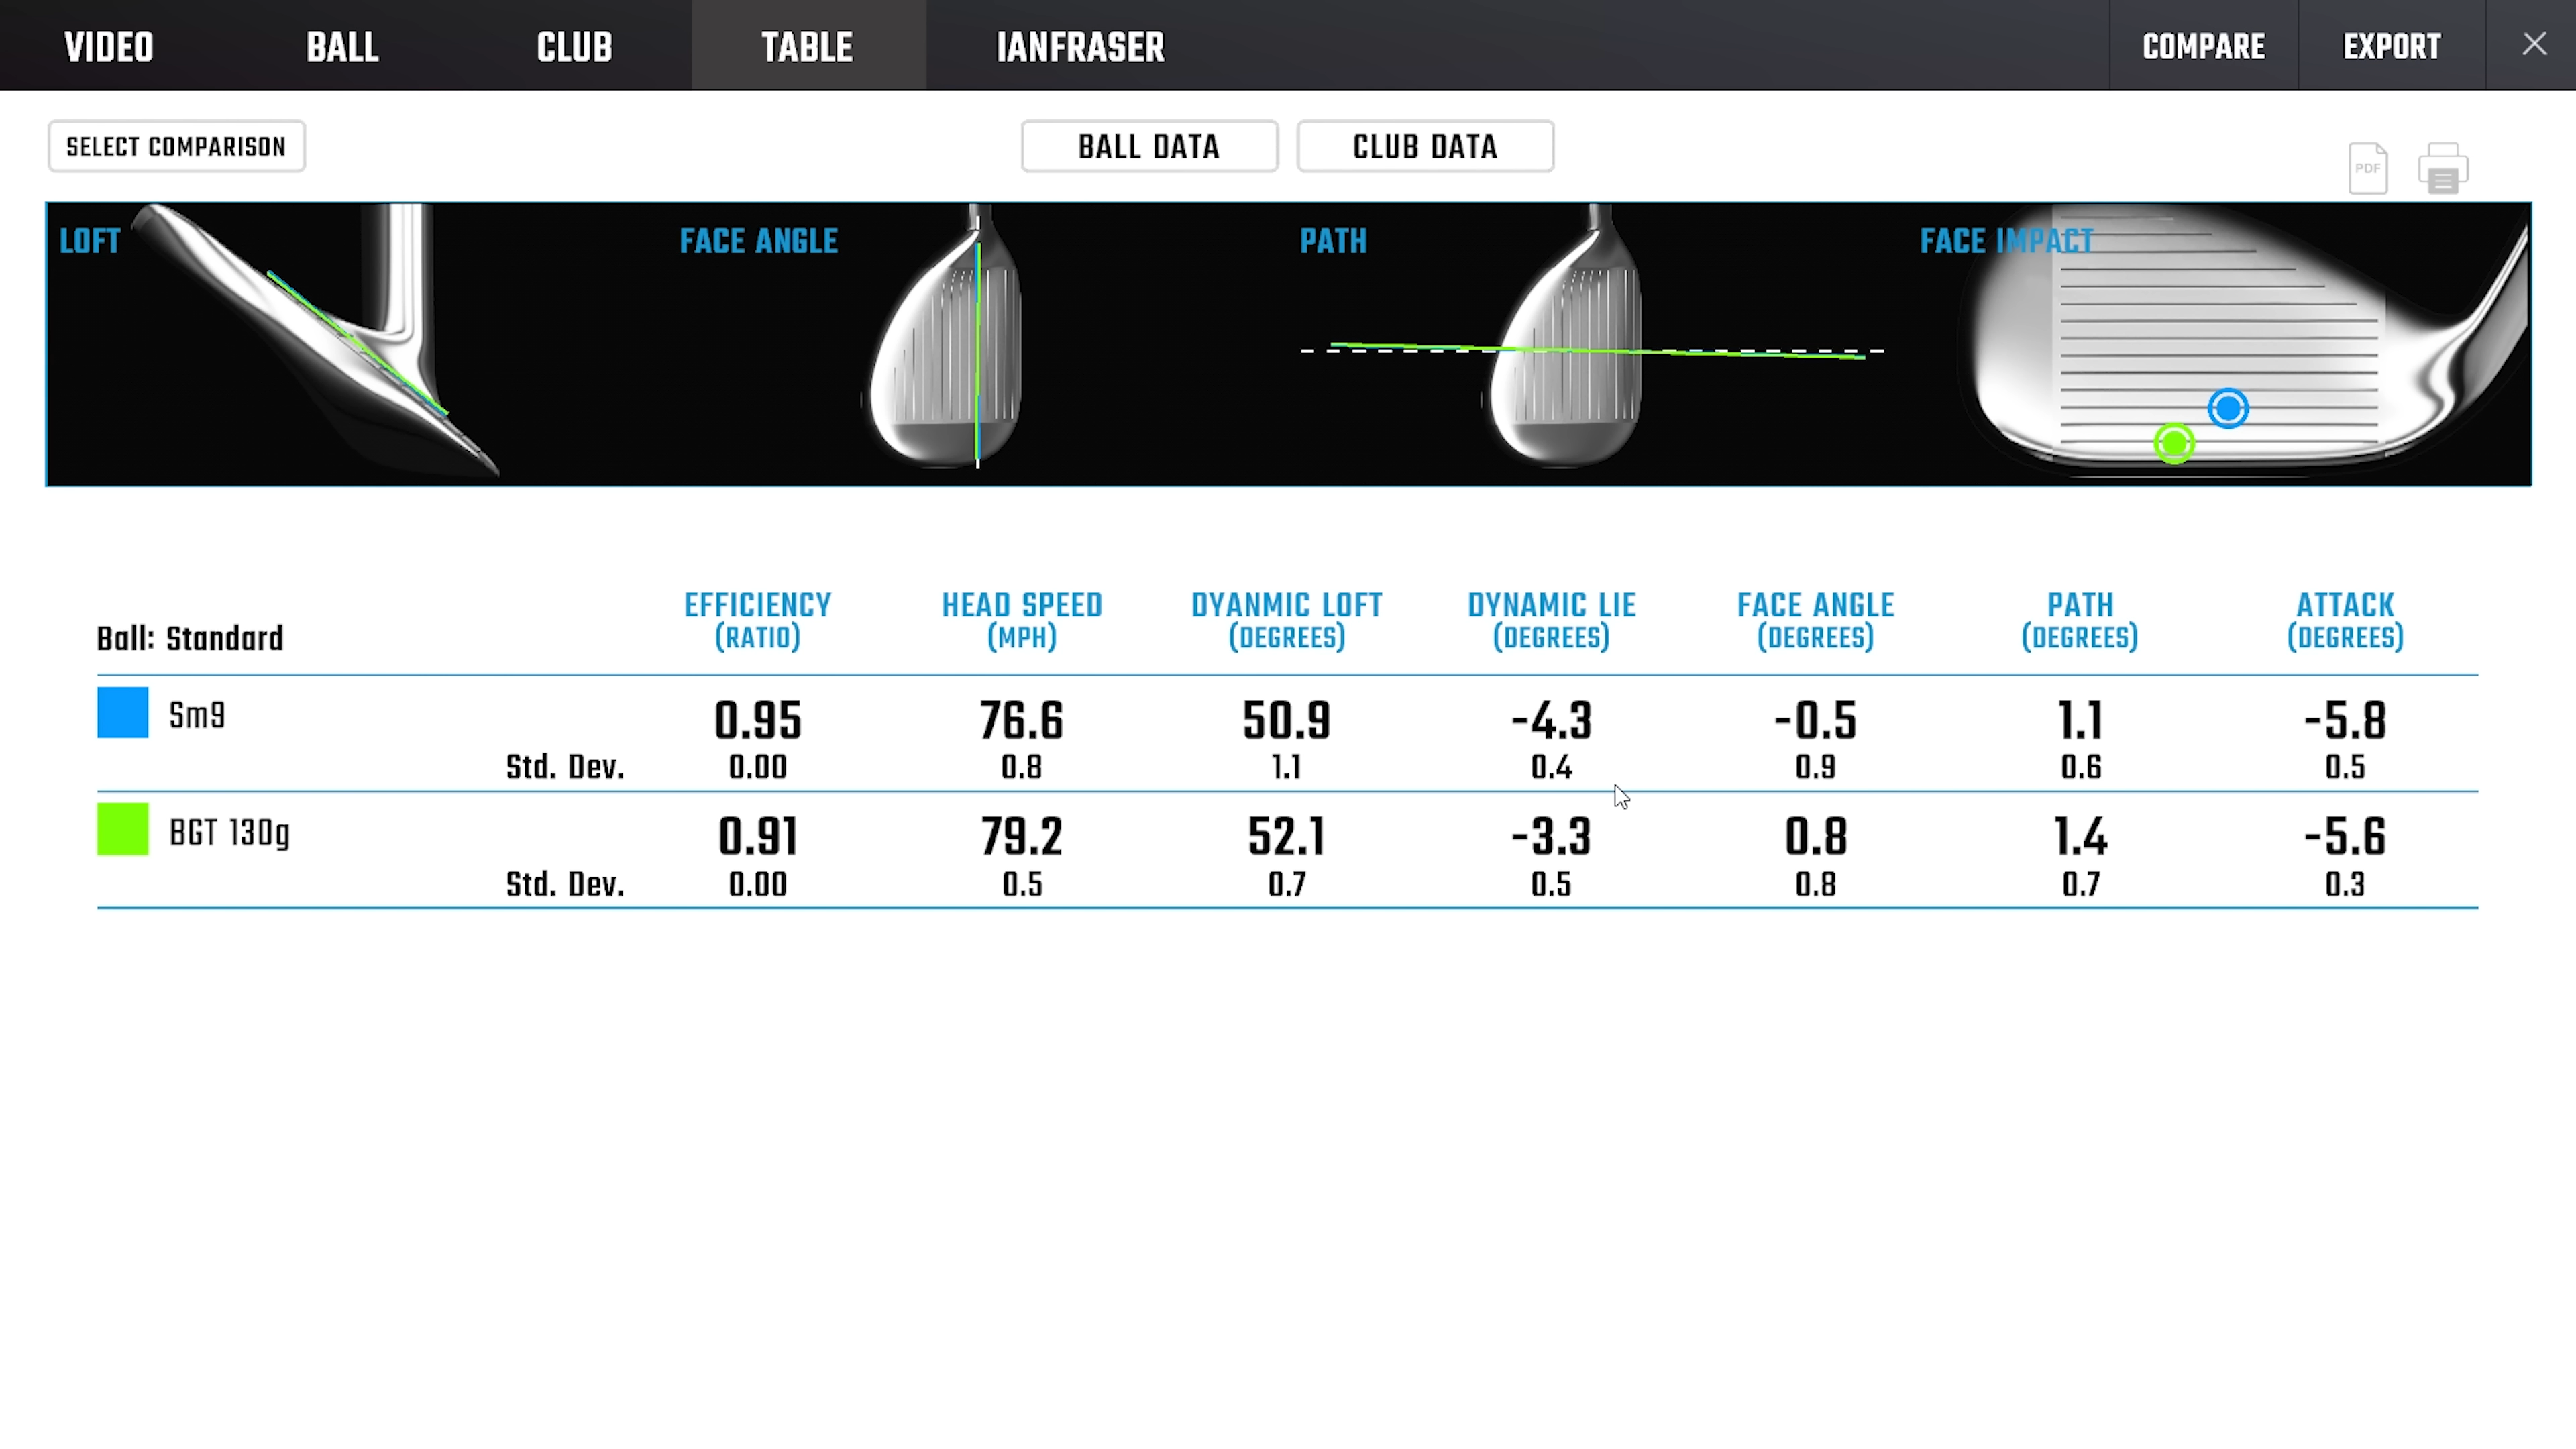 VIDEO BALL CLUB TABLE IANFRASER COMPARE EXPORT
SELECT COMPARISON BALL DATA CLUB DATA
PDF
LOFT FACE ANGLE PATH FACE IMPACT
EFFICIENCY HEAD SPEED DYANMIC LOFT DYNAMIC LIE FACE ANGLE PATH ATTACK
Ball: Standard (RATIO) (MPH) (DEGREES) (DEGREES) (DEGREES) (DEGREES) (DEGREES)
Sm9 0.95 76.6 50.9 -4.3 -0.5 1.1 -5.8
Std. Dev. 0.00 0.8 1.1 0.4 0.9 0.6 0.5
BGT 130g 0.91 79.2 52.1 -3.3 0.8 1.4 -5.6
Std. Dev. 0.00 0.5 0.7 0.5 0.8 0.7 0.3